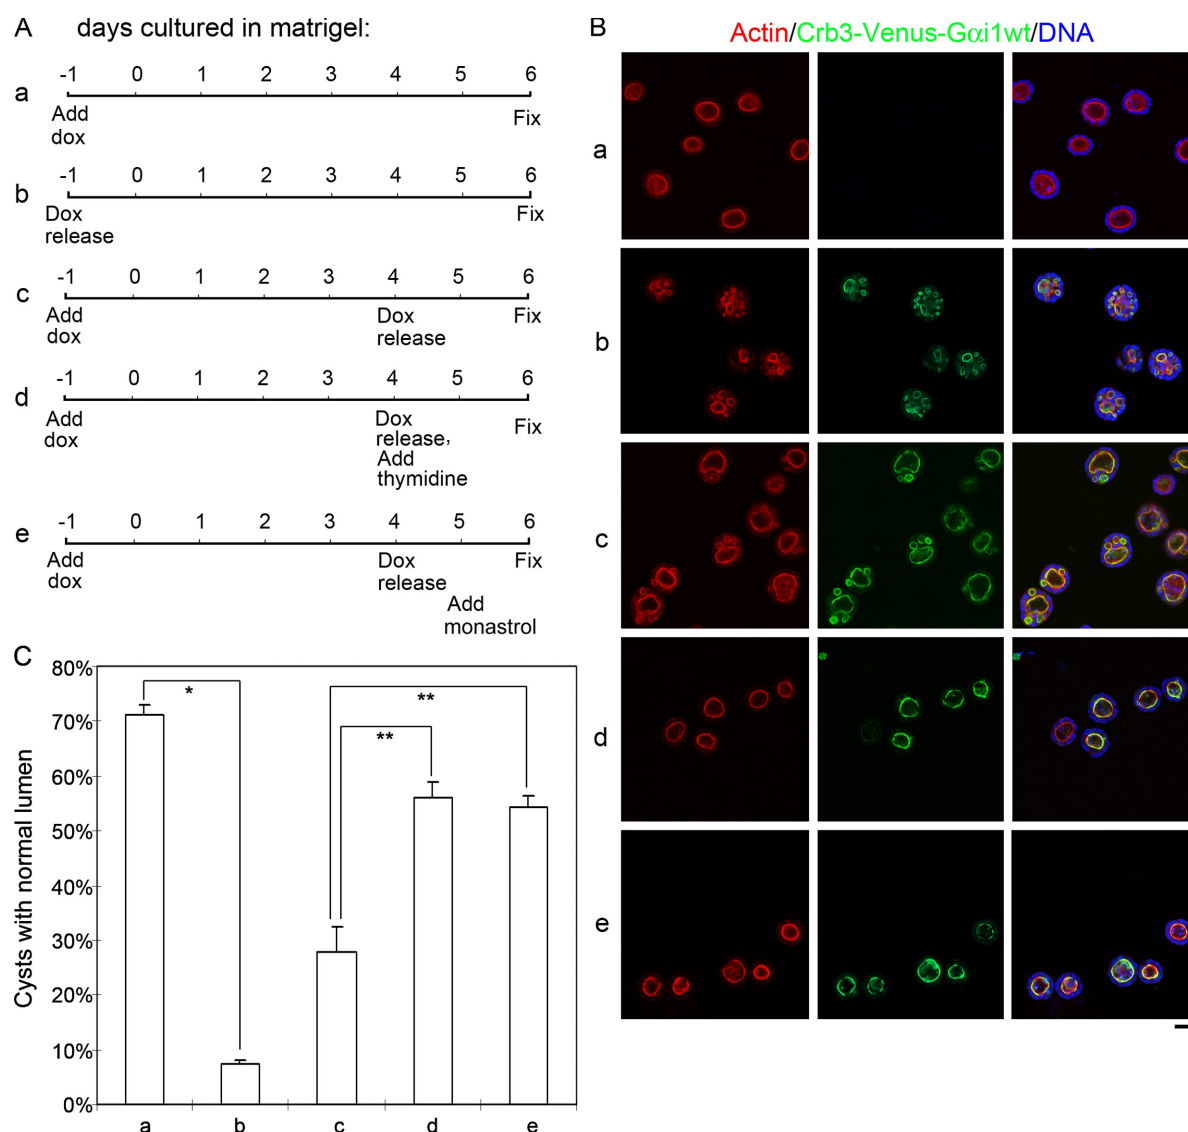 A days cultured in matrigel:
-1 0 1 2 3 4 5 6
a
Add Fix
dox
-1 0 1 2 3 4 5 6
b
Dox Fix
release
-1 0 1 2 3 4 5 6
c
Add Dox Fix
dox release
-1 0 1 2 3 4 5 6
d
Add Dox Fix
dox release,
Add
thymidine
-1 0 1 2 3 4 5 6
e
Add Dox Fix
dox release
Add
monastrol
B Actin/Crb3-Venus-Gαi1wt/DNA
a
b
c
d
e
C
Cysts with normal lumen
80%
70%
60%
50%
40%
30%
20%
10%
0%
*
**
**
a b c d e